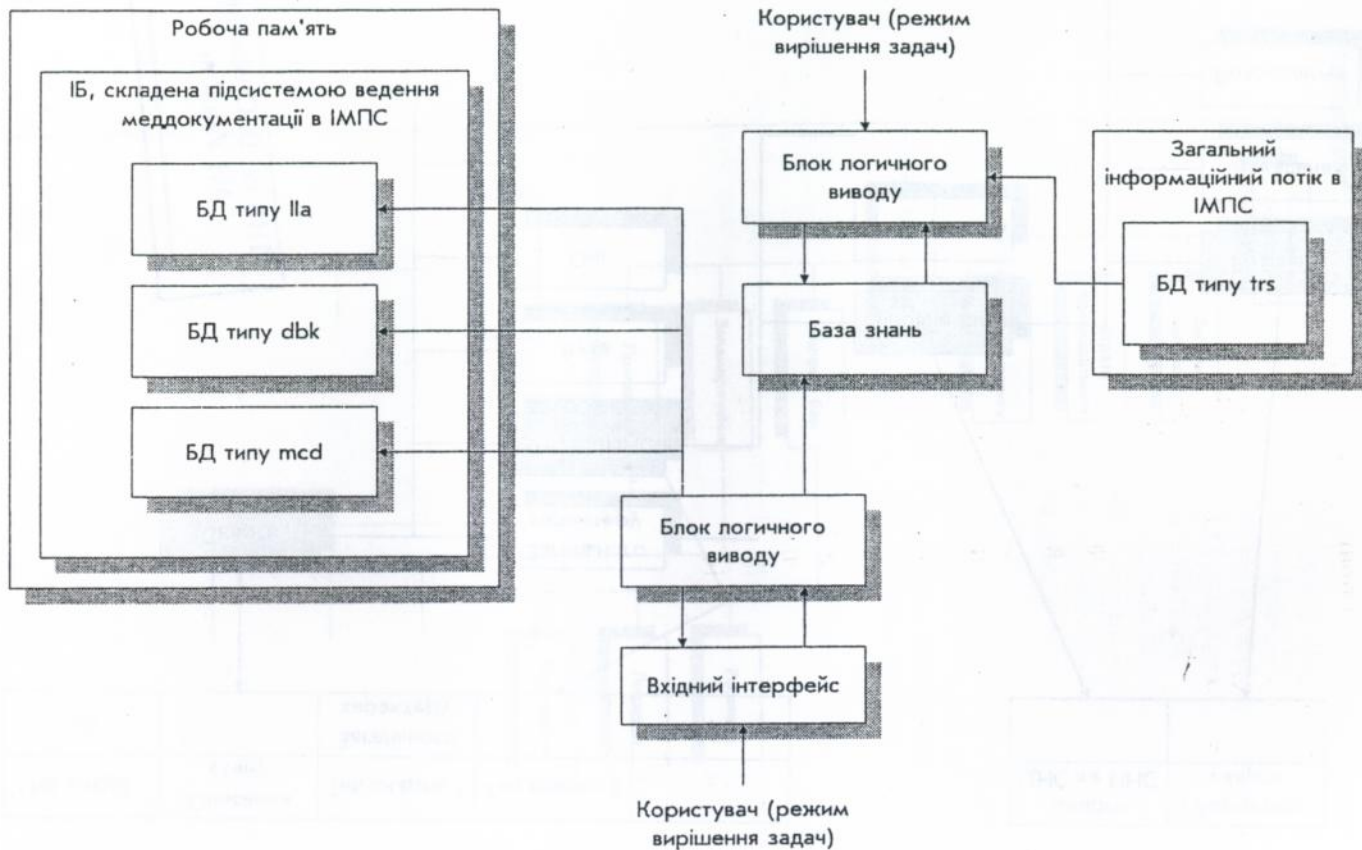 Робоча пам'ять
ІБ, складена підсистемою ведення
меддокументації в ІМПС
БД типу lla
БД типу dbk
БД типу mcd
Користувач (режим
вирішення задач)
Блок логичного
виводу
База знань
Загальний
інформаційний потік в
ІМПС
БД типу trs
Блок логичного
виводу
Вхідний інтерфейс
Користувач (режим
вирішення задач)